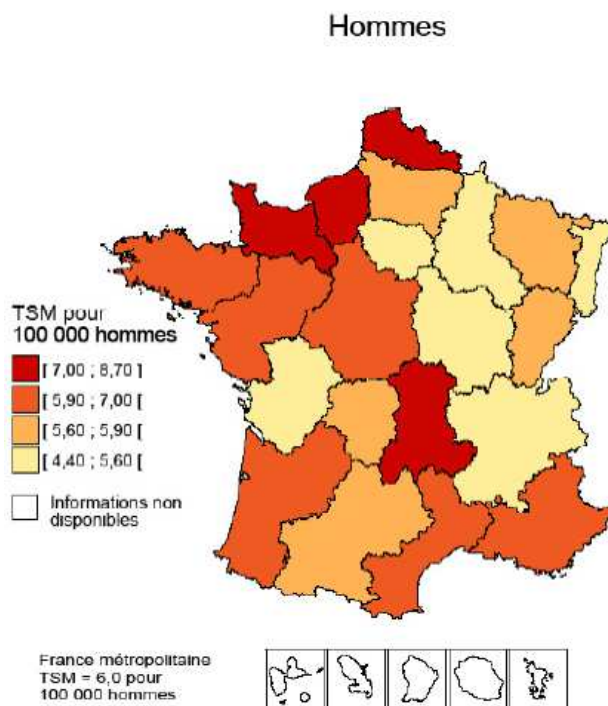 Hommes
TSM pour
100 000 hommes
[ 7,00 ; 8,70 ]
[ 5,90 ; 7,00 [
[ 5,60 ; 5,90 [
[ 4,40 ; 5,60 [
Informations non
disponibles
France métropolitaine
TSM = 6,0 pour
100 000 hommes